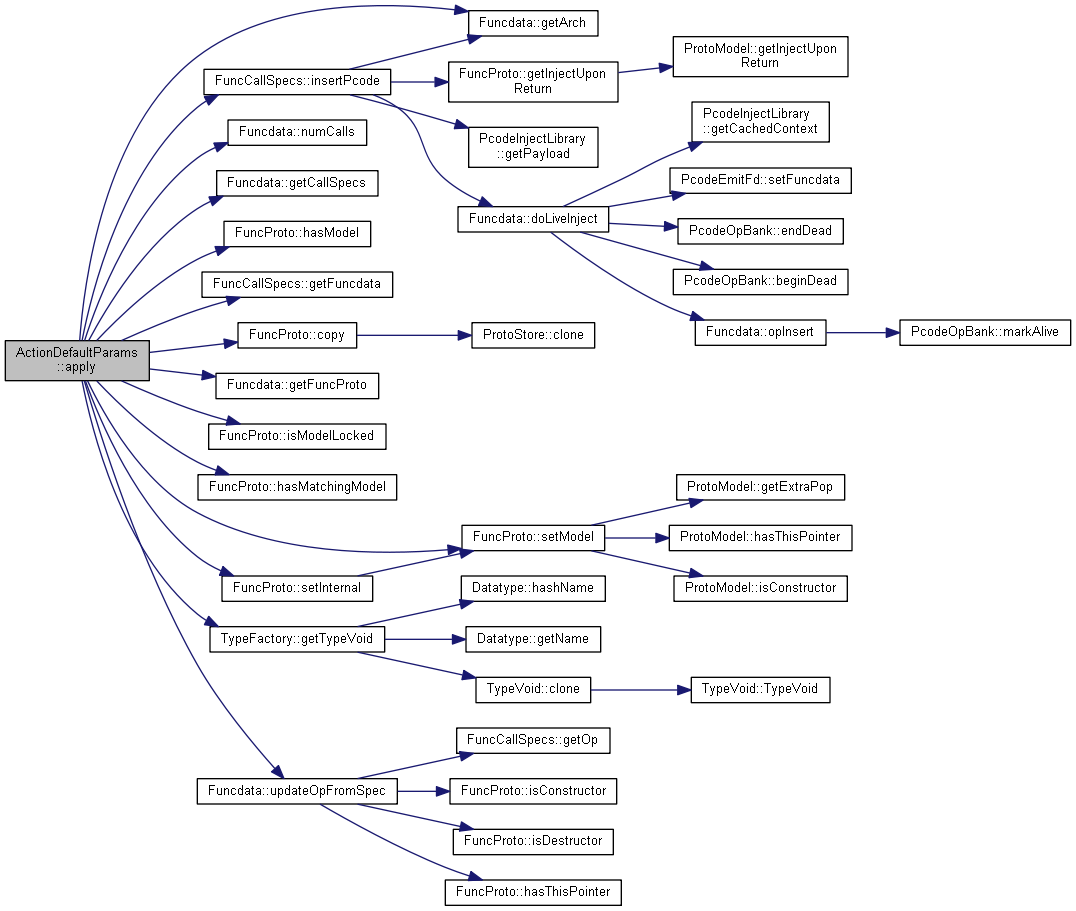 ActionDefaultParams
::apply
Funcdata::getArch
FuncCallSpecs::insertPcode
FuncProto::getInjectUpon
Return
ProtoModel::getInjectUpon
Return
PcodeInjectLibrary
::getPayload
Funcdata::doLiveInject
PcodeInjectLibrary
::getCachedContext
PcodeEmitFd::setFuncdata
PcodeOpBank::endDead
PcodeOpBank::beginDead
Funcdata::opInsert
PcodeOpBank::markAlive
Funcdata::numCalls
Funcdata::getCallSpecs
FuncProto::hasModel
FuncCallSpecs::getFuncdata
FuncProto::copy
ProtoStore::clone
Funcdata::getFuncProto
FuncProto::isModelLocked
FuncProto::hasMatchingModel
FuncProto::setModel
ProtoModel::getExtraPop
ProtoModel::hasThisPointer
ProtoModel::isConstructor
FuncProto::setInternal
TypeFactory::getTypeVoid
Datatype::hashName
Datatype::getName
TypeVoid::clone
TypeVoid::TypeVoid
Funcdata::updateOpFromSpec
FuncCallSpecs::getOp
FuncProto::isConstructor
FuncProto::isDestructor
FuncProto::hasThisPointer